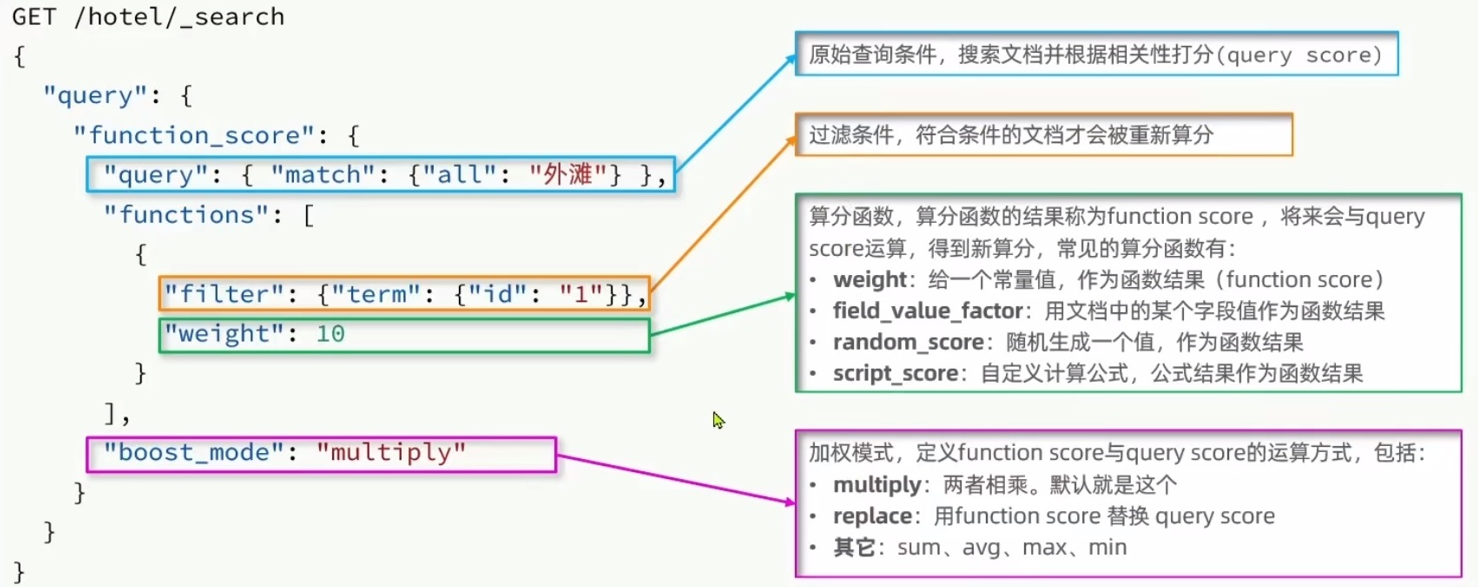 GET /hotel/_search
{
"query": {
"function_score": {
"query": { "match": {"all": "外滩"} },
"functions": [
{
"filter": {"term": {"id": "1"}},
"weight": 10
}
],
"boost_mode": "multiply"
}
}
}
原始查询条件，搜索文档并根据相关性打分(query score)
过滤条件，符合条件的文档才会被重新算分
算分函数，算分函数的结果称为function score ，将来会与query
score运算，得到新算分，常见的算分函数有：
• weight：给一个常量值，作为函数结果（function score）
• field_value_factor：用文档中的某个字段值作为函数结果
• random_score：随机生成一个值，作为函数结果
• script_score：自定义计算公式，公式结果作为函数结果
加权模式，定义function score与query score的运算方式，包括：
• multiply：两者相乘。默认就是这个
• replace：用function score 替换 query score
• 其它：sum、avg、max、min